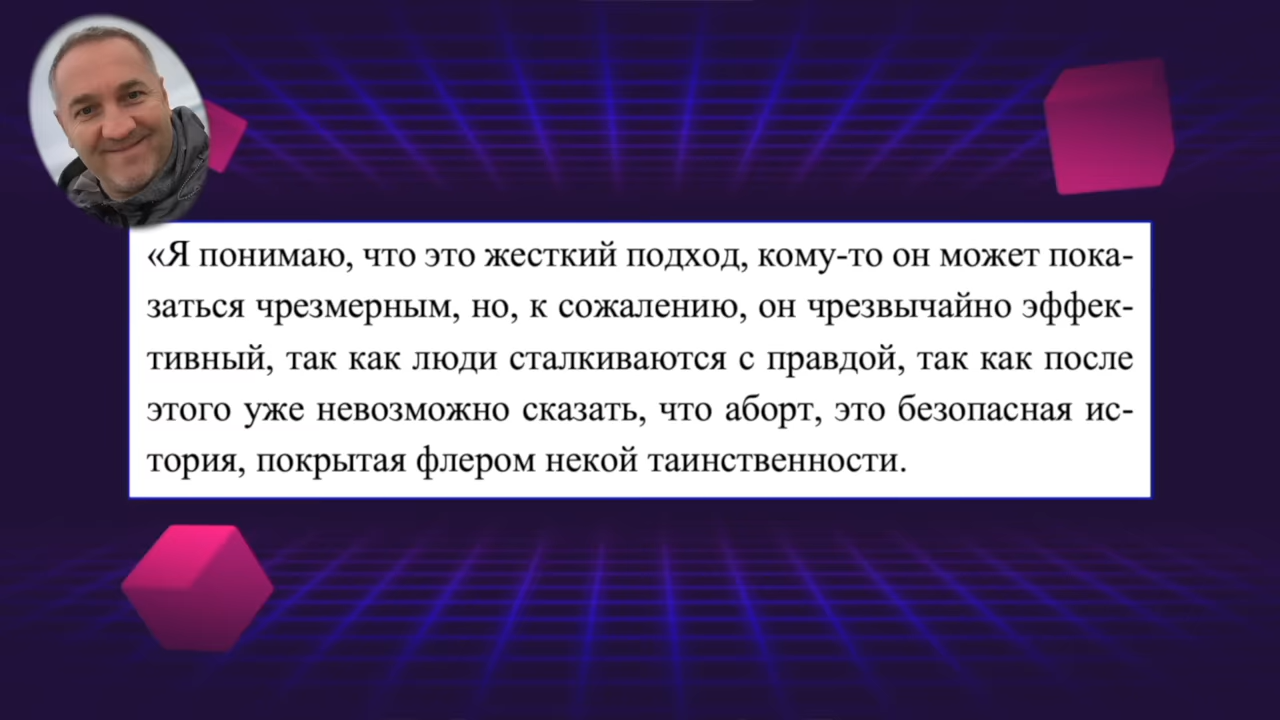 «Я понимаю, что это жесткий подход, кому-то он может пока-
заться чрезмерным, но, к сожалению, он чрезвычайно эффек-
тивный, так как люди сталкиваются с правдой, так как после
этого уже невозможно сказать, что аборт, это безопасная ис-
тория, покрытая флером некой таинственности.